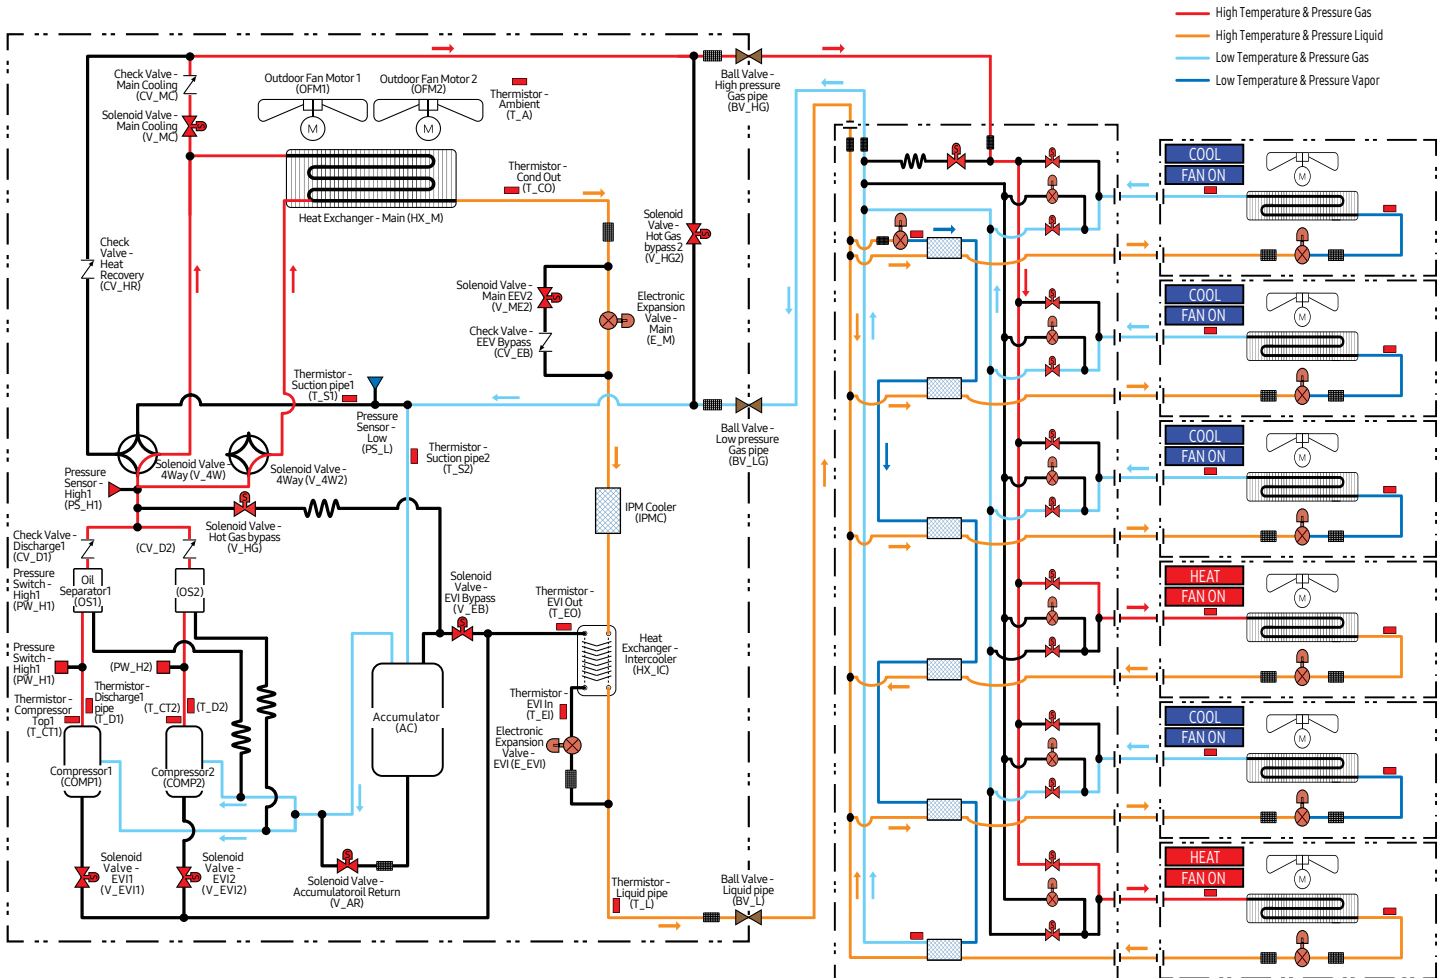 High Temperature & Pressure Gas
High Temperature & Pressure Liquid
Low Temperature & Pressure Gas
Low Temperature & Pressure Vapor
Check Valve -
Main Cooling
(CV_MC)
Solenoid Valve -
Main Cooling
(V_MC)
Outdoor Fan Motor 1
(OFM1)
M
Outdoor Fan Motor 2
(OFM2)
M
Thermistor -
Ambient
(T_A)
Ball Valve -
High pressure
Gas pipe
(BV_HG)
Thermistor -
Cond Out
(T_CO)
Heat Exchanger - Main (HX_M)
Check
Valve -
Heat
Recovery
(CV_HR)
Solenoid
Valve -
Hot Gas
bypass 2
(V_HG2)
Solenoid Valve -
Main EEV2
(V_ME2)
Check Valve -
EEV Bypass
(CV_EB)
Electronic
Expansion
Valve -
Main
(E_M)
Thermistor -
Suction pipe1
(T_S1)
Pressure
Sensor -
Low
(PS_L)
Thermistor -
Suction pipe2
(T_S2)
Ball Valve -
Low pressure
Gas pipe
(BV_LG)
Solenoid Valve -
4Way (V_4W)
Solenoid Valve -
4Way (V_4W2)
Pressure
Sensor -
High1
(PS_H1)
Solenoid Valve -
Hot Gas bypass
(V_HG)
IPM Cooler
(IPMC)
Check Valve -
Discharge1
(CV_D1)
(CV_D2)
Pressure
Switch -
High1
(PW_H1)
Oil
Separator1
(OS1)
(OS2)
Solenoid
Valve -
EVI Bypass
(V_EB)
Thermistor -
EVI Out
(T_EO)
Heat
Exchanger -
Intercooler
(HX_IC)
Pressure
Switch -
High1
(PW_H1)
(PW_H2)
Thermistor -
Discharge1
pipe
(T_D1)
Thermistor -
Compressor
Top1
(T_CT1)
(T_CT2)
(T_D2)
Accumulator
(AC)
Thermistor -
EVI In
(T_EI)
Electronic
Expansion
Valve -
EVI (E_EVI)
Compressor1
(COMP1)
Compressor2
(COMP2)
Solenoid
Valve -
EVI1
(V_EVI1)
Solenoid
Valve -
EVI2
(V_EVI2)
Solenoid Valve -
Accumulatoroil Return
(V_AR)
Thermistor -
Liquid pipe
(T_L)
Ball Valve -
Liquid pipe
(BV_L)
COOL
FAN ON
M
COOL
FAN ON
M
COOL
FAN ON
M
HEAT
FAN ON
M
COOL
FAN ON
M
HEAT
FAN ON
M